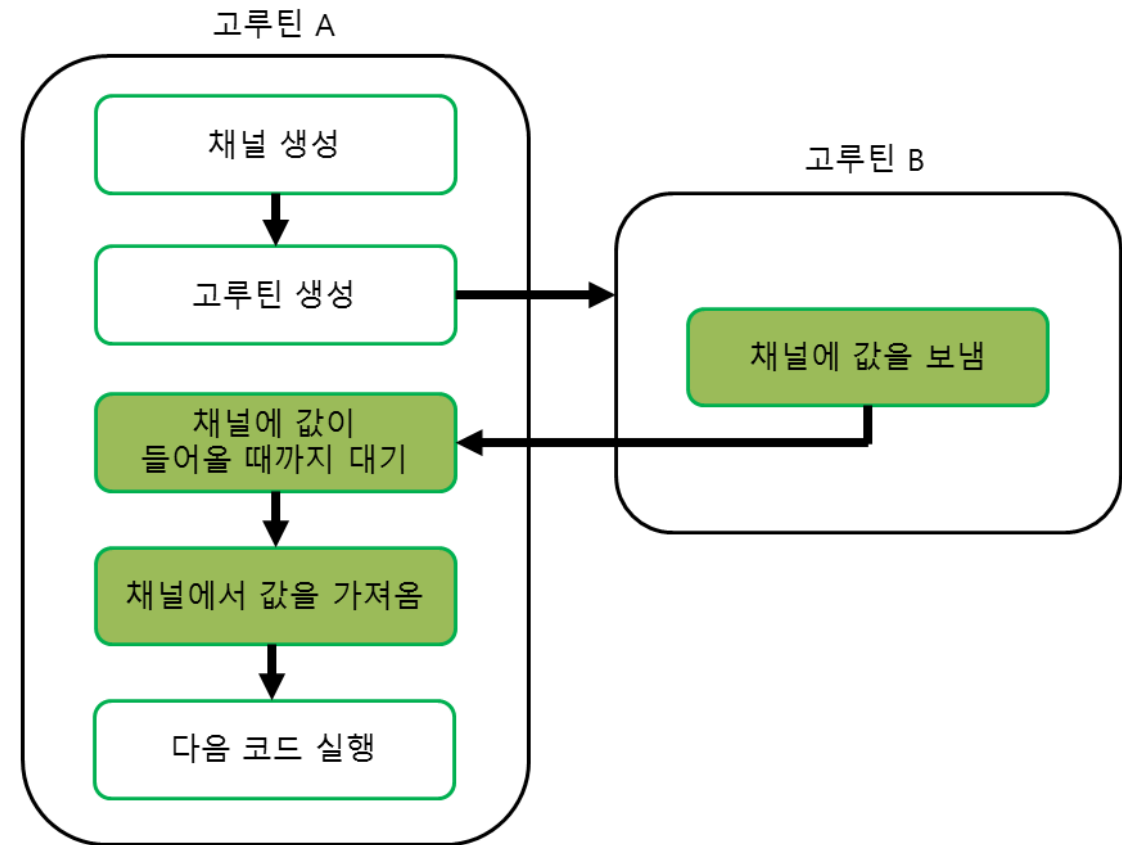 고루틴 A
채널 생성
고루틴 생성
채널에 값이
들어올 때까지 대기
채널에서 값을 가져옴
다음 코드 실행
고루틴 B
채널에 값을 보냄